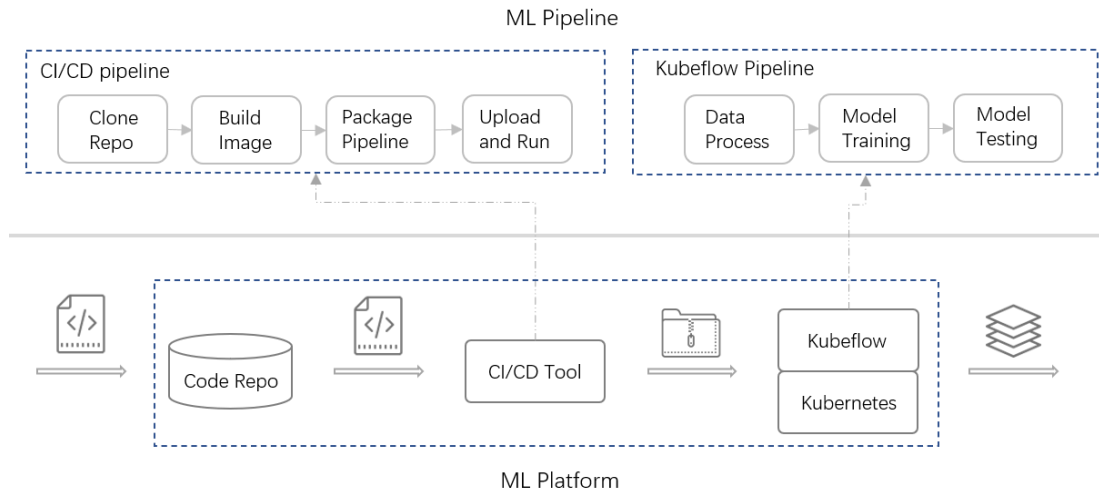 ML Pipeline
CI/CD pipeline
Clone
Repo
Build
Image
Package
Pipeline
Upload
and Run
Kubeflow Pipeline
Data
Process
Model
Training
Model
Testing
</>
</>
Code Repo
CI/CD Tool
Kubeflow
Kubernetes
ML Platform